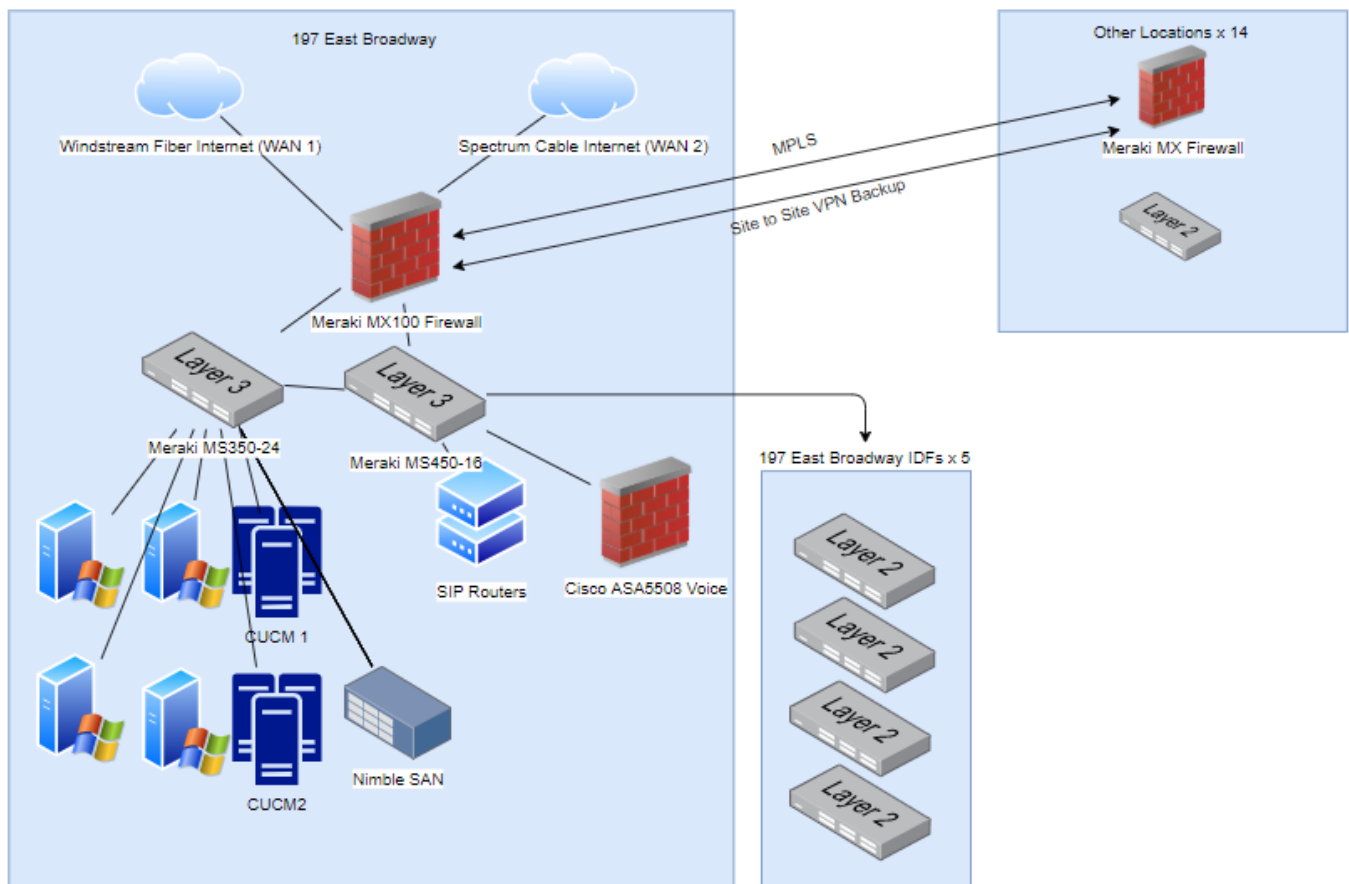 197 East Broadway
Other Locations x 14
Windstream Fiber Internet (WAN 1)
Spectrum Cable Internet (WAN 2)
MPLS
Meraki MX Firewall
Site to Site VPN Backup
Layer 2
Meraki MX100 Firewall
Layer 3
Layer 3
Meraki MS350-24
Meraki MS450-16
197 East Broadway IDFs x 5
SIP Routers
Cisco ASA5508 Voice
Layer 2
CUCM 1
Layer 2
Layer 2
Nimble SAN
CUCM2
Layer 2